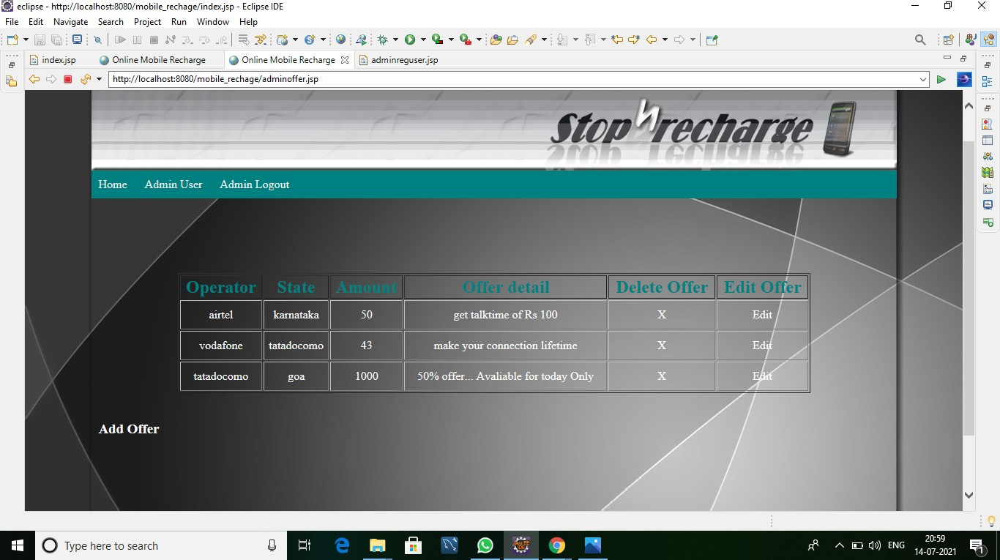 eclipse - http://localhost:8080/mobile_rechage/index.jsp - Eclipse IDE
File Edit Navigate Search Project Run Window Help
index.jsp Online Mobile Recharge Online Mobile Recharge adminreguser.jsp
http://localhost:8080/mobile_rechage/adminoffer.jsp
Stop N recharge
Home Admin User Admin Logout
Operator State Amount Offer detail Delete Offer Edit Offer
airtel karnataka 50 get talktime of Rs 100 X Edit
vodafone tatadocomo 43 make your connection lifetime X Edit
tatadocomo goa 1000 50% offer... Avaliable for today Only X Edit
Add Offer
Type here to search
Java EE IDE
ENG
20:59
14-07-2021
1